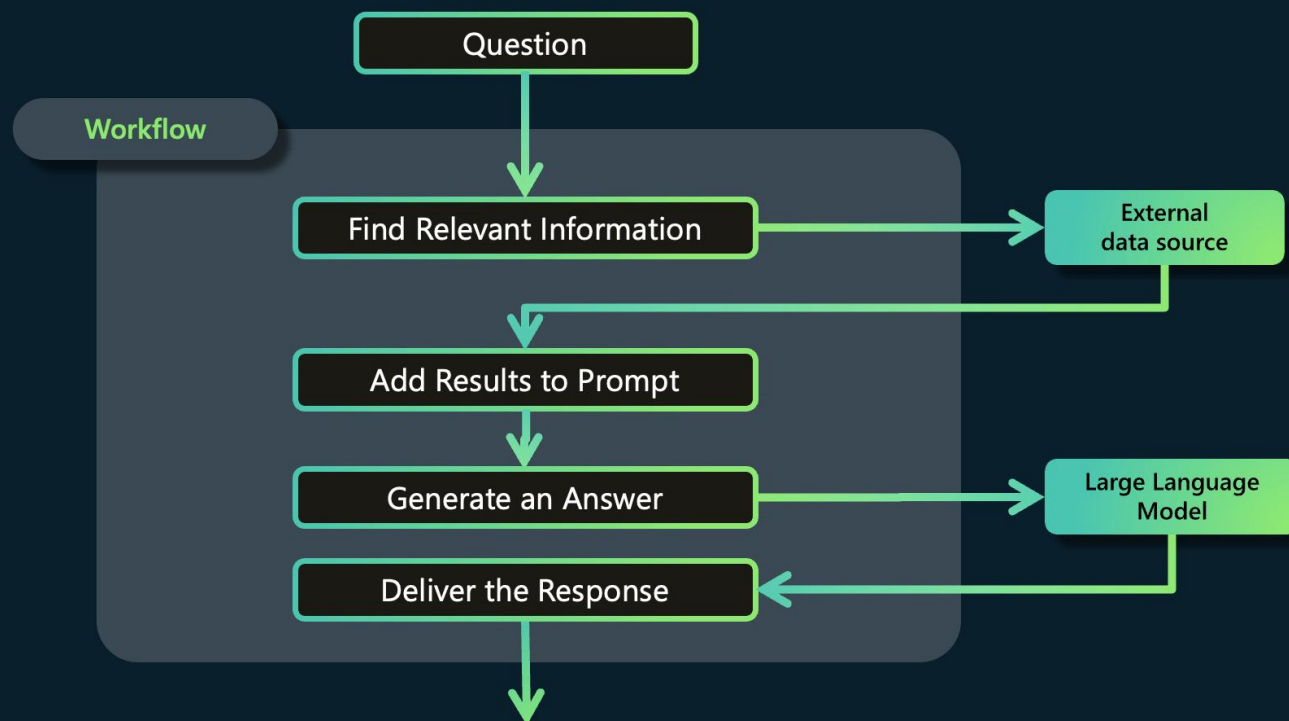 Question
Workflow
Find Relevant Information
External
data source
Add Results to Prompt
Generate an Answer
Large Language
Model
Deliver the Response